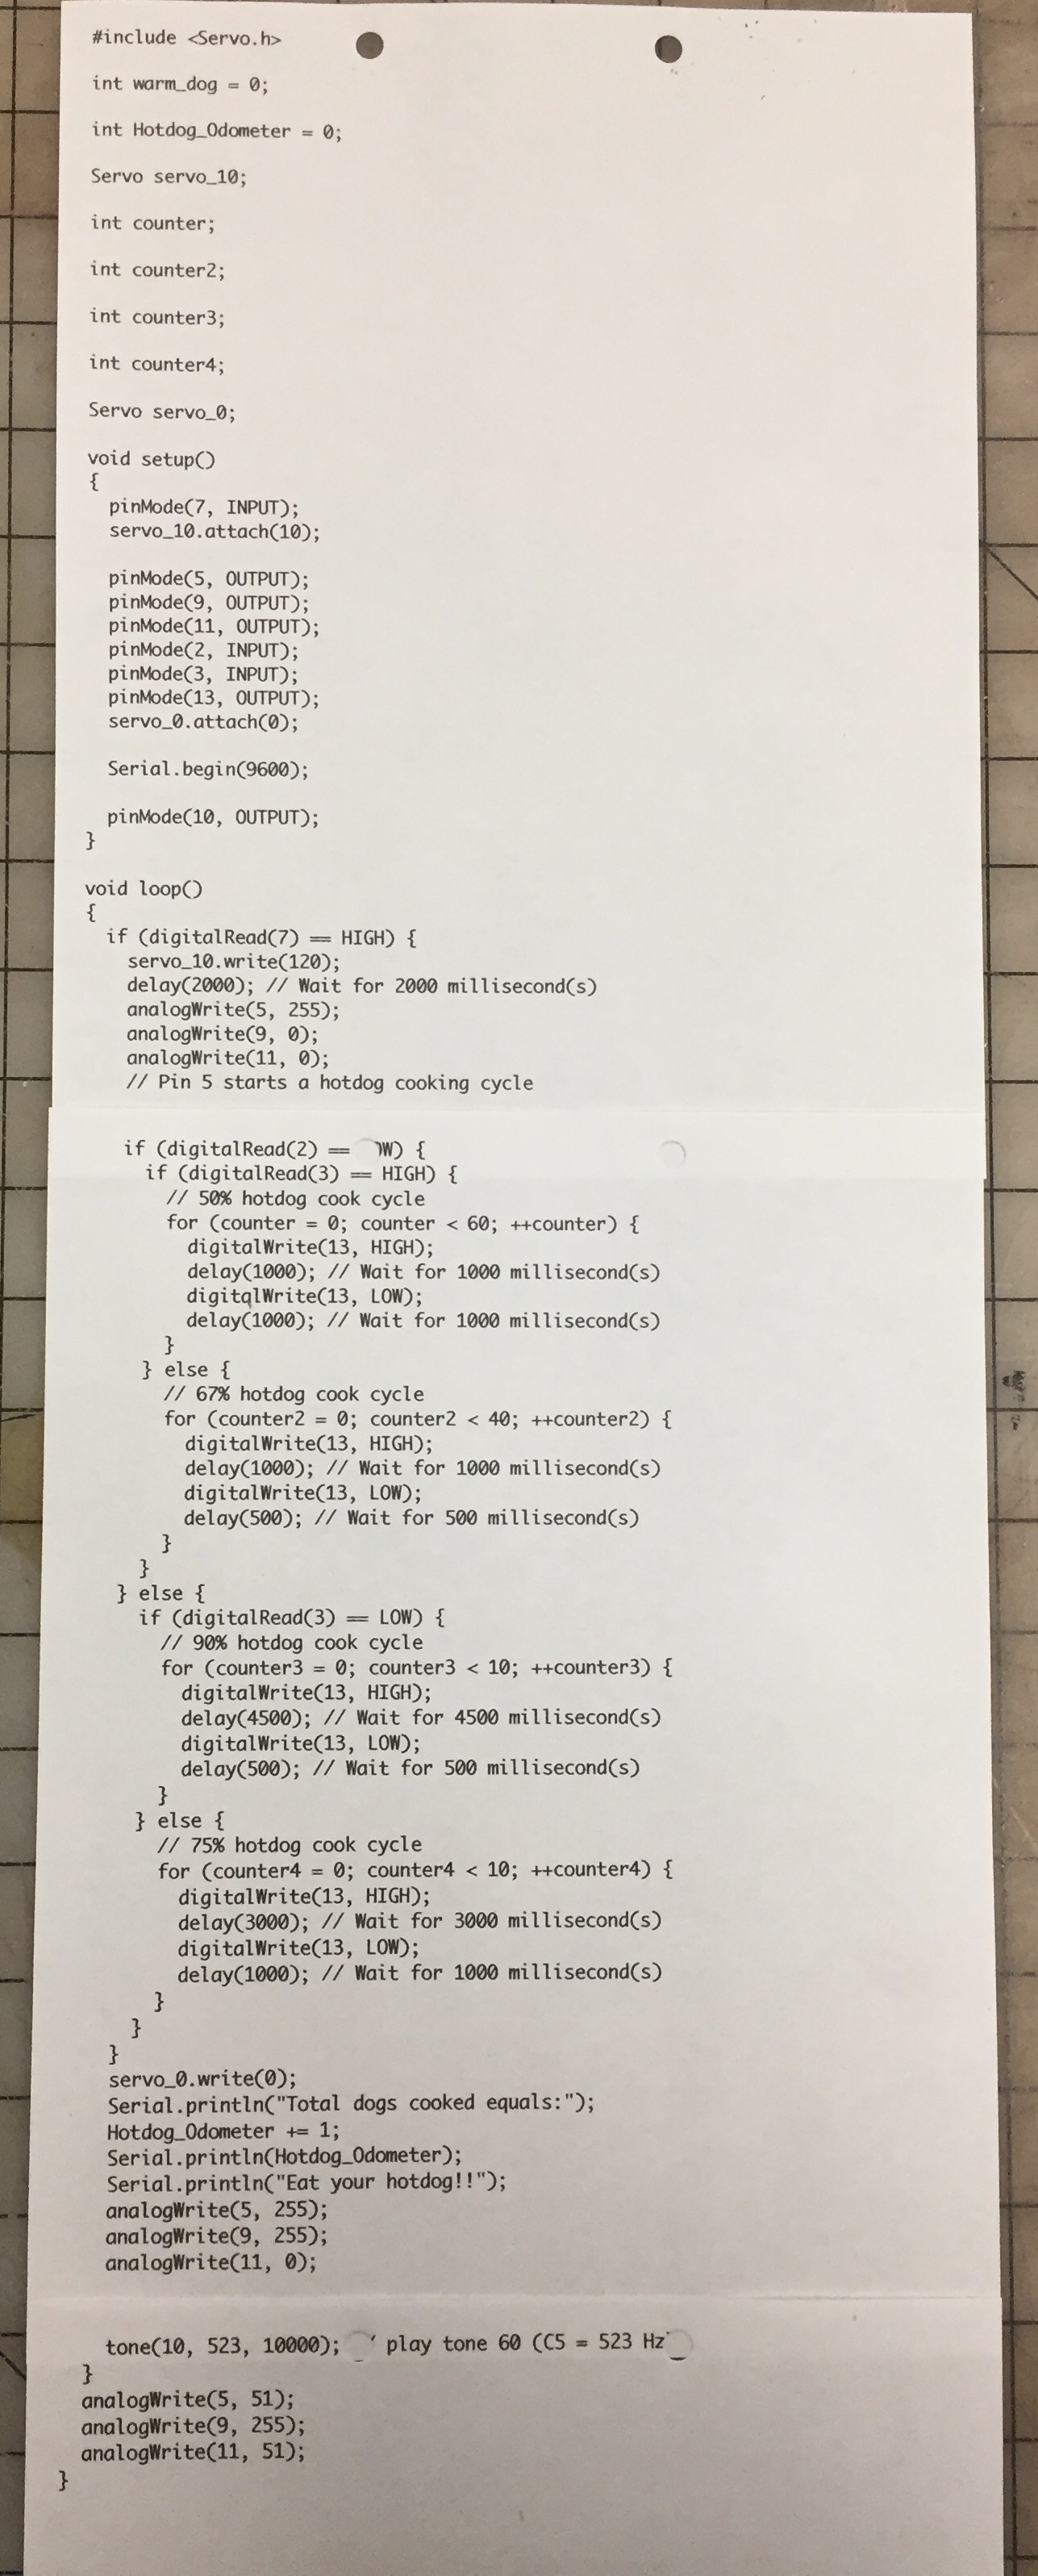 #include <Servo.h>
int warm_dog = 0;
int Hotdog_Odometer = 0;
Servo servo_10;
int counter;
int counter2;
int counter3;
int counter4;
Servo servo_0;
void setup()
{
  pinMode(7, INPUT);
  servo_10.attach(10);
  pinMode(5, OUTPUT);
  pinMode(9, OUTPUT);
  pinMode(11, OUTPUT);
  pinMode(2, INPUT);
  pinMode(3, INPUT);
  pinMode(13, OUTPUT);
  servo_0.attach(0);
  Serial.begin(9600);
  pinMode(10, OUTPUT);
}
void loop()
{
  if (digitalRead(7) == HIGH) {
    servo_10.write(120);
    delay(2000); // Wait for 2000 millisecond(s)
    analogWrite(5, 255);
    analogWrite(9, 0);
    analogWrite(11, 0);
    // Pin 5 starts a hotdog cooking cycle
    if (digitalRead(2) == W) {
      if (digitalRead(3) == HIGH) {
        // 50% hotdog cook cycle
        for (counter = 0; counter < 60; ++counter) {
          digitalWrite(13, HIGH);
          delay(1000); // Wait for 1000 millisecond(s)
          digitqlWrite(13, LOW);
          delay(1000); // Wait for 1000 millisecond(s)
        }
      } else {
        // 67% hotdog cook cycle
        for (counter2 = 0; counter2 < 40; ++counter2) {
          digitalWrite(13, HIGH);
          delay(1000); // Wait for 1000 millisecond(s)
          digitalWrite(13, LOW);
          delay(500); // Wait for 500 millisecond(s)
        }
      }
    } else {
      if (digitalRead(3) == LOW) {
        // 90% hotdog cook cycle
        for (counter3 = 0; counter3 < 10; ++counter3) {
          digitalWrite(13, HIGH);
          delay(4500); // Wait for 4500 millisecond(s)
          digitalWrite(13, LOW);
          delay(500); // Wait for 500 millisecond(s)
        }
      } else {
        // 75% hotdog cook cycle
        for (counter4 = 0; counter4 < 10; ++counter4) {
          digitalWrite(13, HIGH);
          delay(3000); // Wait for 3000 millisecond(s)
          digitalWrite(13, LOW);
          delay(1000); // Wait for 1000 millisecond(s)
        }
      }
    }
    servo_0.write(0);
    Serial.println("Total dogs cooked equals:");
    Hotdog_Odometer += 1;
    Serial.println(Hotdog_Odometer);
    Serial.println("Eat your hotdog!!");
    analogWrite(5, 255);
    analogWrite(9, 255);
    analogWrite(11, 0);
    tone(10, 523, 10000); play tone 60 (C5 = 523 Hz
  }
  analogWrite(5, 51);
  analogWrite(9, 255);
  analogWrite(11, 51);
}